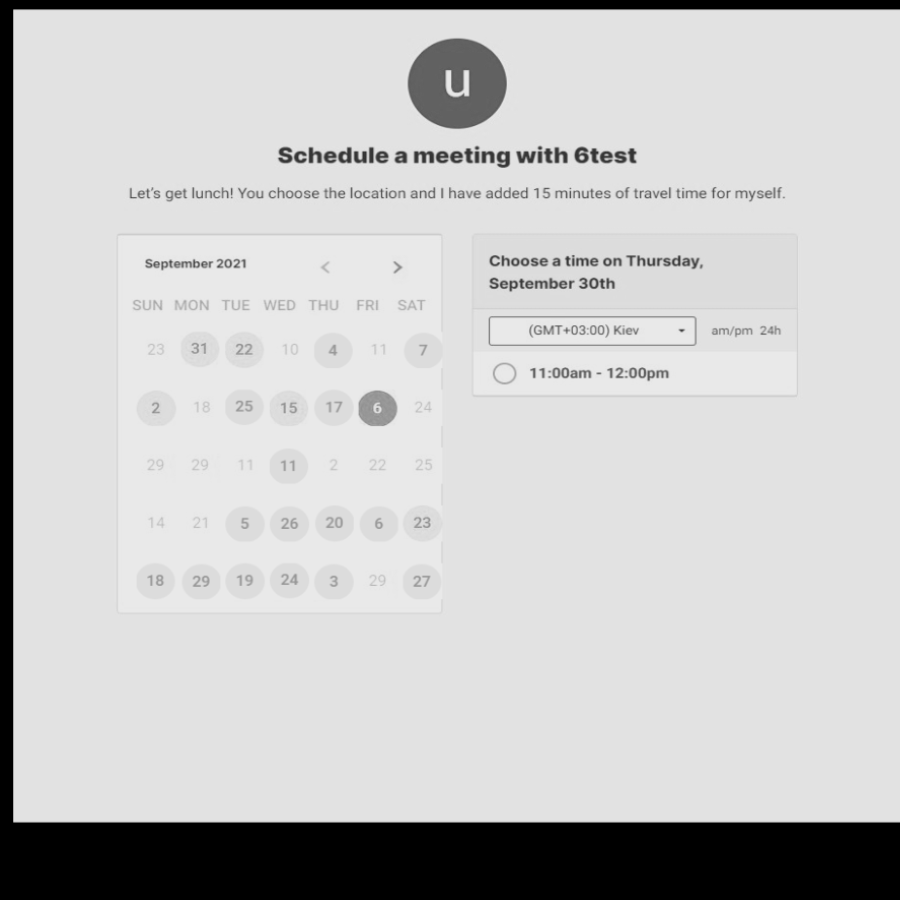 u
Schedule a meeting with 6test
Let's get lunch! You choose the location and I have added 15 minutes of travel time for myself.
September 2021 < >
SUN MON TUE WED THU FRI SAT
23 31 22 10 4 11 7
2 18 25 15 17 6 24
29 29 11 11 2 22 25
14 21 5 26 20 6 23
18 29 19 24 3 29 27
Choose a time on Thursday,
September 30th
(GMT+03:00) Kiev am/pm 24h
11:00am - 12:00pm